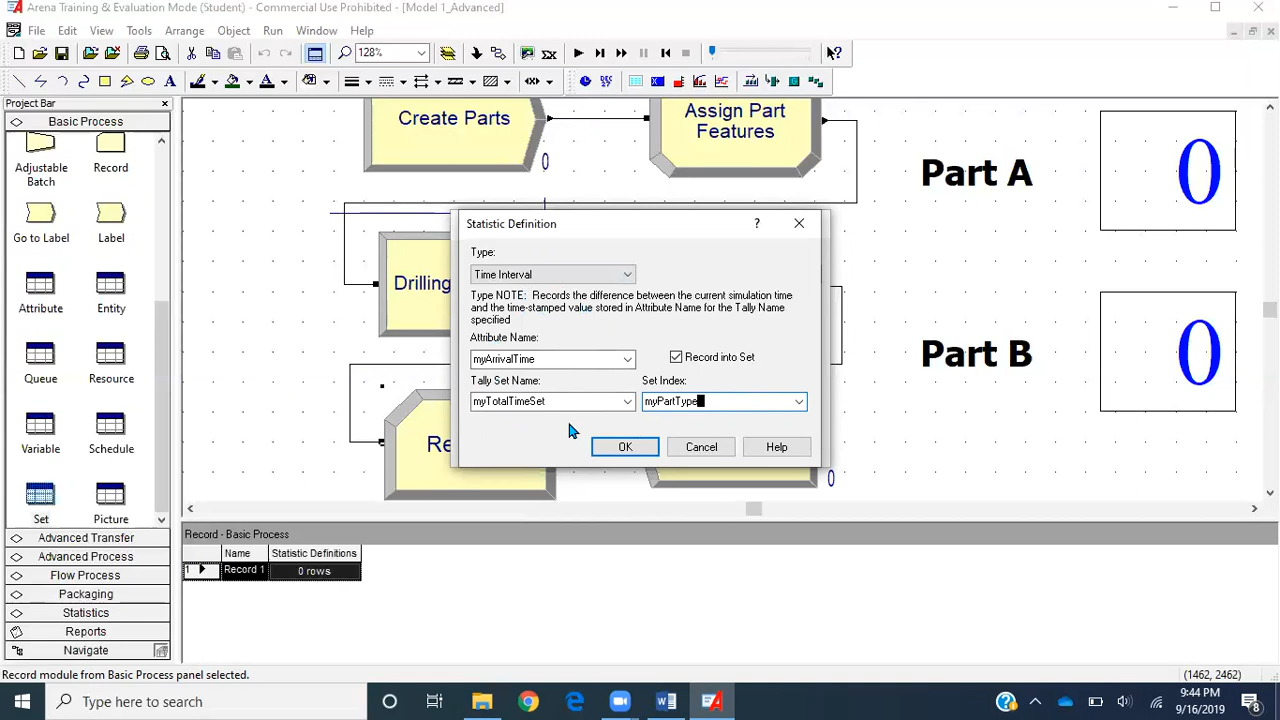 Arena Training & Evaluation Mode (Personal) - Commercial Use Prohibited - [Model 1_Advanced]
File Edit View Tools Arrange Object Run Window Help
128%
Project Bar
Basic Process
Adjustable Batch
Record
Go to Label
Label
Attribute
Entity
Queue
Resource
Variable
Schedule
Set
Picture
Advanced Transfer
Advanced Process
Flow Process
Packaging
Statistics
Reports
Navigate
Create Parts
0
Assign Part
Features
Drilling
Re
0
Part A
0
Part B
0
Statistic Definition
?
Type:
Time Interval
Type NOTE: Records the difference between the current simulation time
and the time-stamped value stored in Attribute Name for the Tally Name
specified
Attribute Name:
myArrivalTime
Record into Set
Tally Set Name:
Set Index:
myTotalTimeSet
myPartType
OK
Cancel
Help
Record - Basic Process
Name
Statistic Definitions
1
Record 1
0 rows
Record module from Basic Process panel selected.
(1462, 2462)
Type here to search
9:44 PM
9/16/2019
8